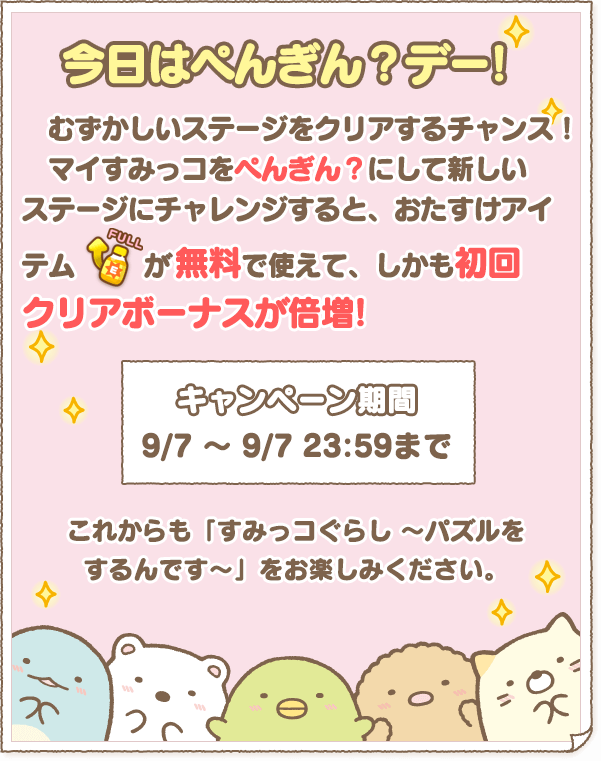 今日はぺんぎん？デー!
むずかしいステージをクリアするチャンス！
マイすみっコをぺんぎん？にして新しい
ステージにチャレンジすると、おたすけアイ
FULL
テム E が無料で使えて、しかも初回
クリアボーナスが倍増!
キャンペーン期間
9/7 ～ 9/7 23:59まで
これからも「すみっコぐらし ～パズルを
するんです～」をお楽しみください。